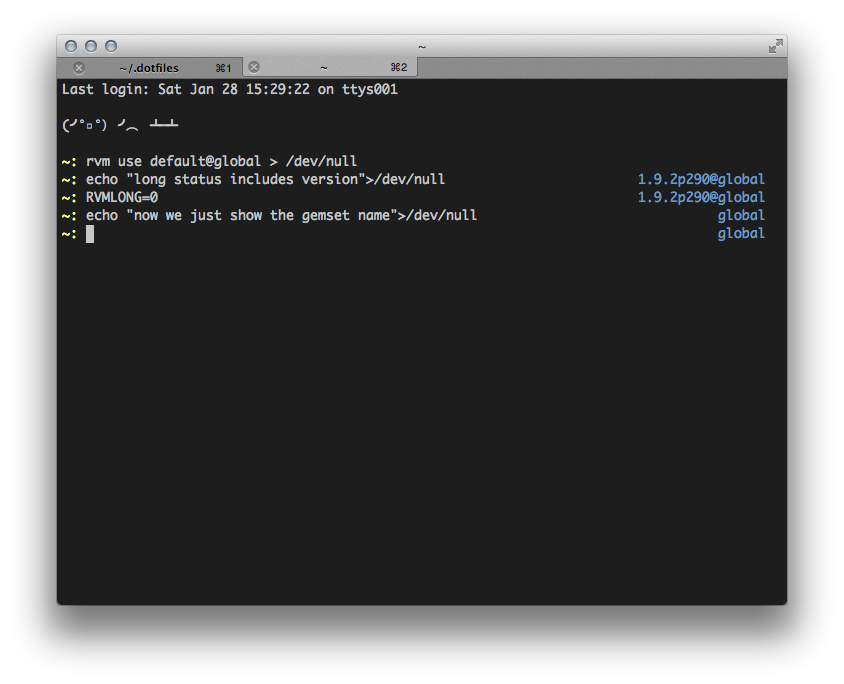 ~
~/.dotfiles ⌘1 ~ ⌘2
Last login: Sat Jan 28 15:29:22 on ttys001
(╯°□°) ╯︵ ┻━┻
~: rvm use default@global > /dev/null
~: echo "long status includes version">/dev/null 1.9.2p290@global
~: RVMLONG=0 1.9.2p290@global
~: echo "now we just show the gemset name">/dev/null global
~: global